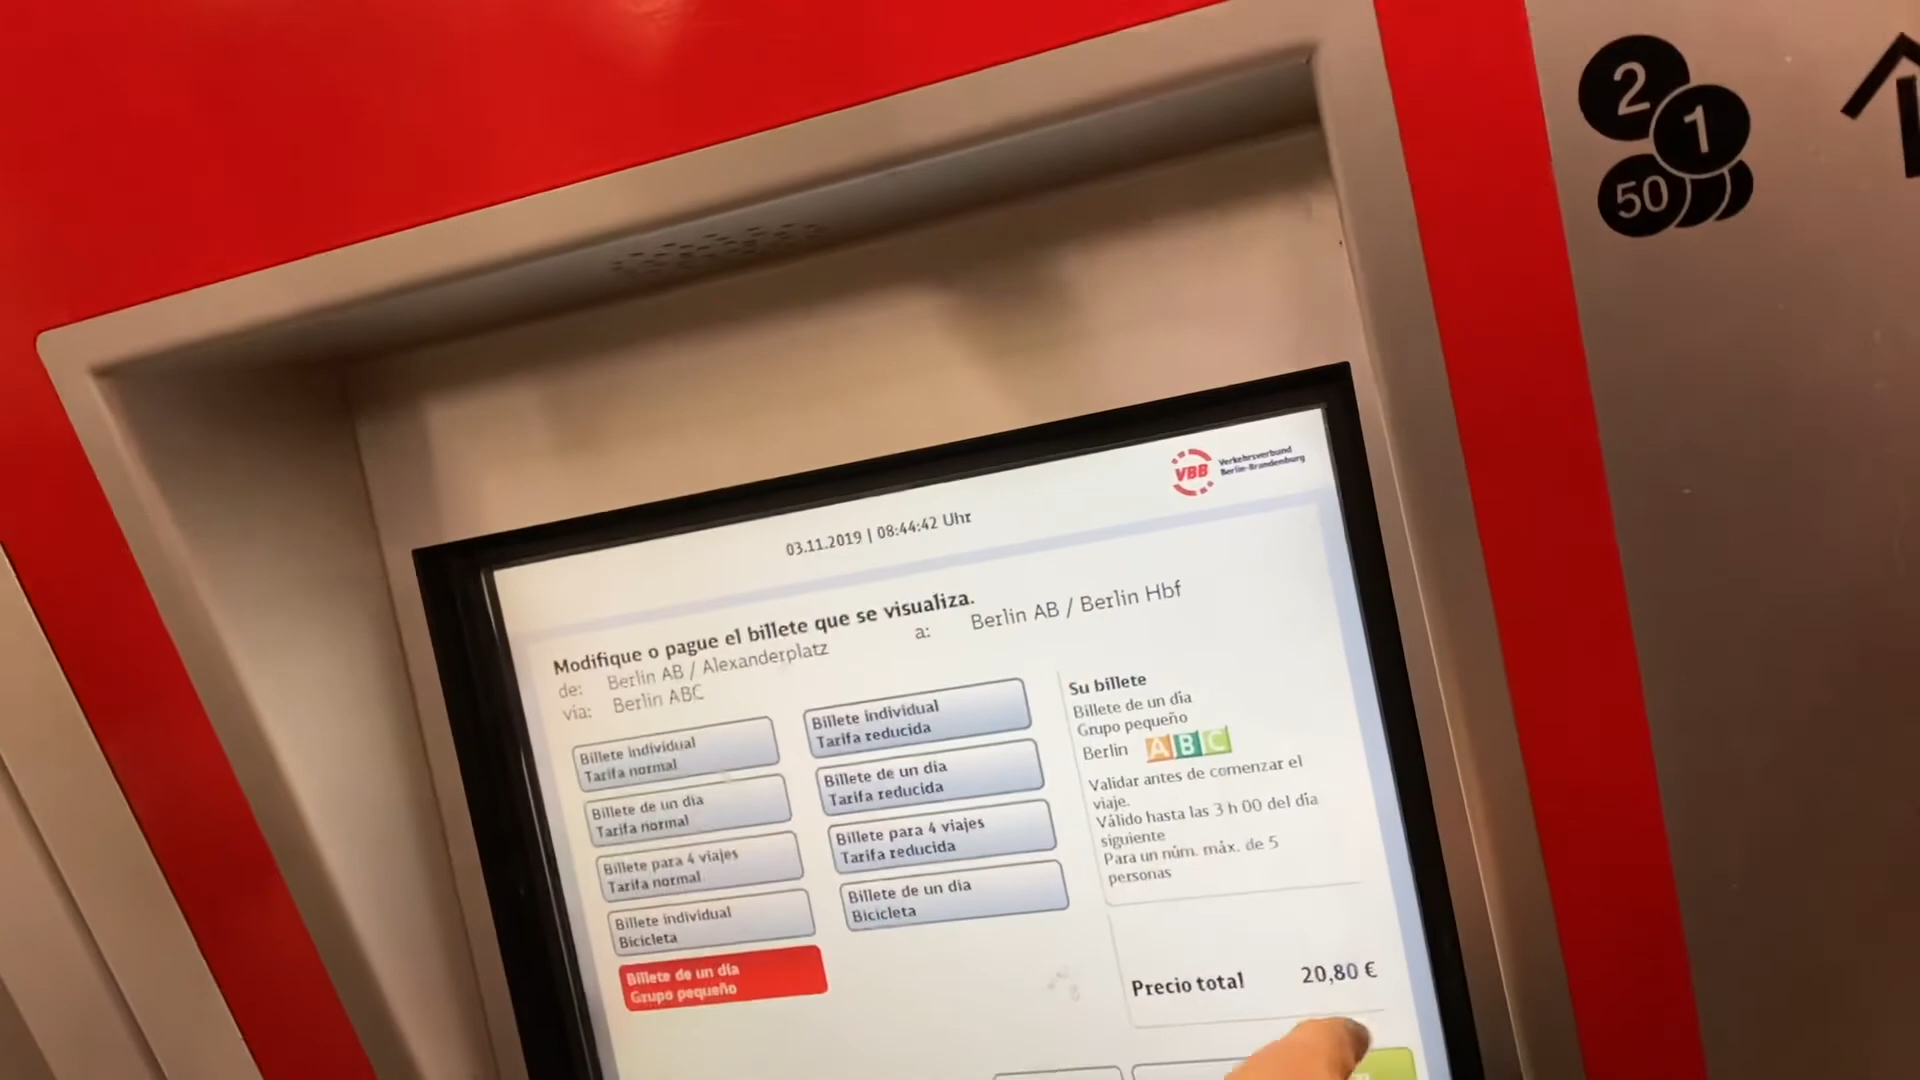 2
1
50
VBB
Verkehrsverbund
Berlin-Brandenburg
03.11.2019 | 08:44:42 Uhr
Modifique o pague el billete que se visualiza.
de: Berlin AB / Alexanderplatz
a: Berlin AB / Berlin Hbf
vía: Berlin ABC
Billete individual
Tarifa normal
Billete individual
Tarifa reducida
Billete de un día
Tarifa normal
Billete de un día
Tarifa reducida
Billete para 4 viajes
Tarifa normal
Billete para 4 viajes
Tarifa reducida
Billete individual
Bicicleta
Billete de un día
Bicicleta
Billete de un día
Grupo pequeño
Su billete
Billete de un día
Grupo pequeño
Berlin A B C
Validar antes de comenzar el
viaje.
Válido hasta las 3 h 00 del día
siguiente
Para un núm. máx. de 5
personas
Precio total 20,80 €